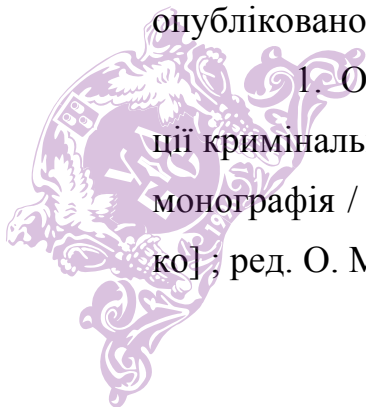 опубліковано
1. О
ції криміналь
монографія /
ко] ; ред. О. М